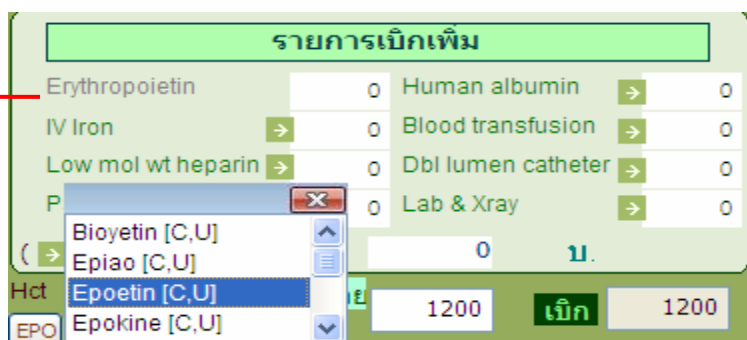 รายการเบิกเพิ่ม
Erythropoietin 0 Human albumin 0
IV Iron 0 Blood transfusion 0
Low mol wt heparin 0 Dbl lumen catheter 0
P 0 Lab & Xray 0
Bioyetin [C,U]
( Epiao [C,U] 0 บ.
Hct Epoetin [C,U] ย 1200 เบิก 1200
EPO Epokine [C,U]